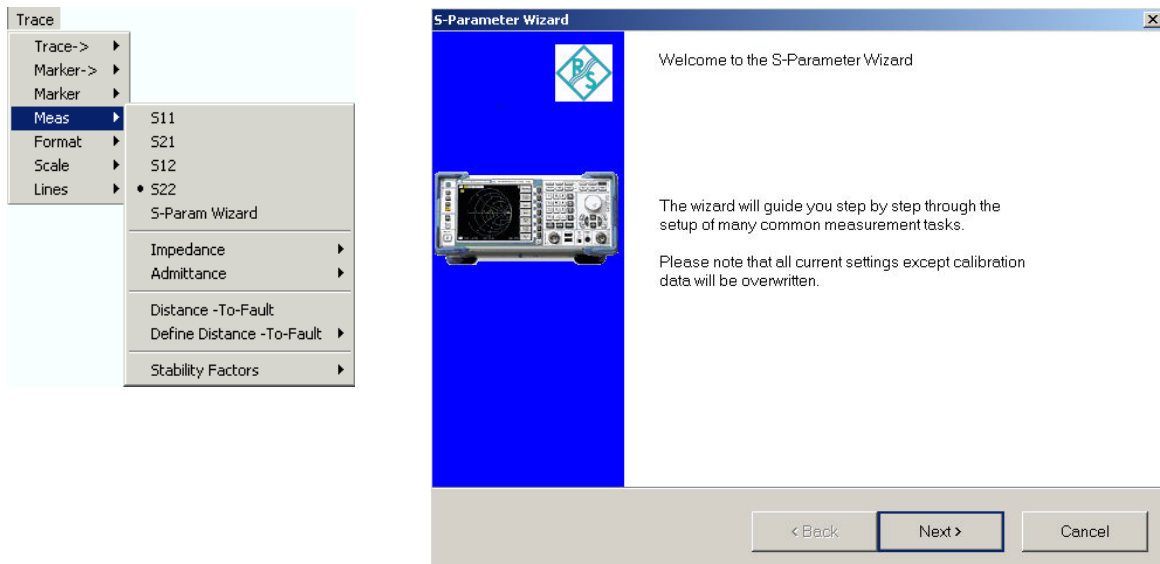 Trace
Trace->
Marker->
Marker
Meas
Format
Scale
Lines
S11
S21
S12
S22
S-Param Wizard
Impedance
Admittance
Distance -To-Fault
Define Distance -To-Fault
Stability Factors
S-Parameter Wizard
R S
Welcome to the S-Parameter Wizard
The wizard will guide you step by step through the
setup of many common measurement tasks.
Please note that all current settings except calibration
data will be overwritten.
< Back
Next >
Cancel